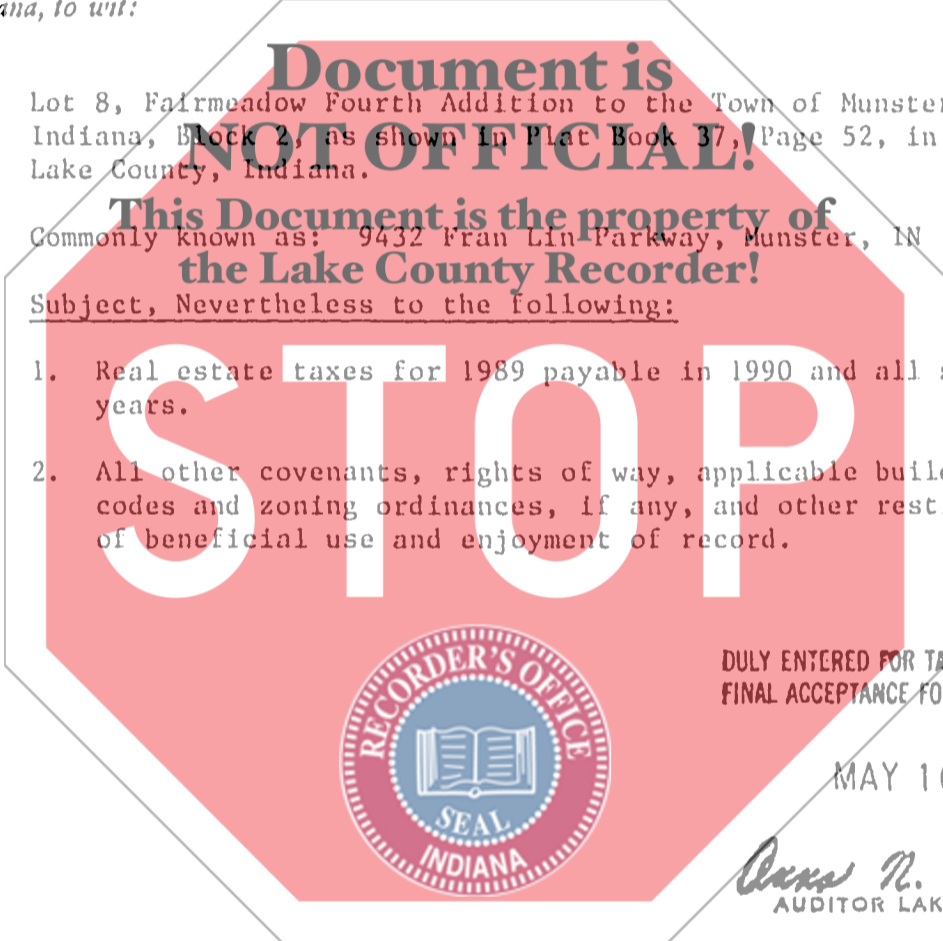 ana, to wit:
Document is
Lot 8, Fairmeadow Fourth Addition to the Town of Munster
Indiana, Block 2, as shown in Plat Book 37, Page 52, in
NOT OFFICIAL!
Lake County, Indiana.
This Document is the property of
Commonly known as: 9432 Fran Lin Parkway, Munster, IN
the Lake County Recorder!
Subject, Nevertheless to the following:
STOP
1. Real estate taxes for 1989 payable in 1990 and all s
years.
2. All other covenants, rights of way, applicable build
codes and zoning ordinances, if any, and other rest
of beneficial use and enjoyment of record.
RECORDER'S OFFICE
SEAL
INDIANA
DULY ENTERED FOR TA
FINAL ACCEPTANCE FO
MAY 10
Anna N.
AUDITOR LAK